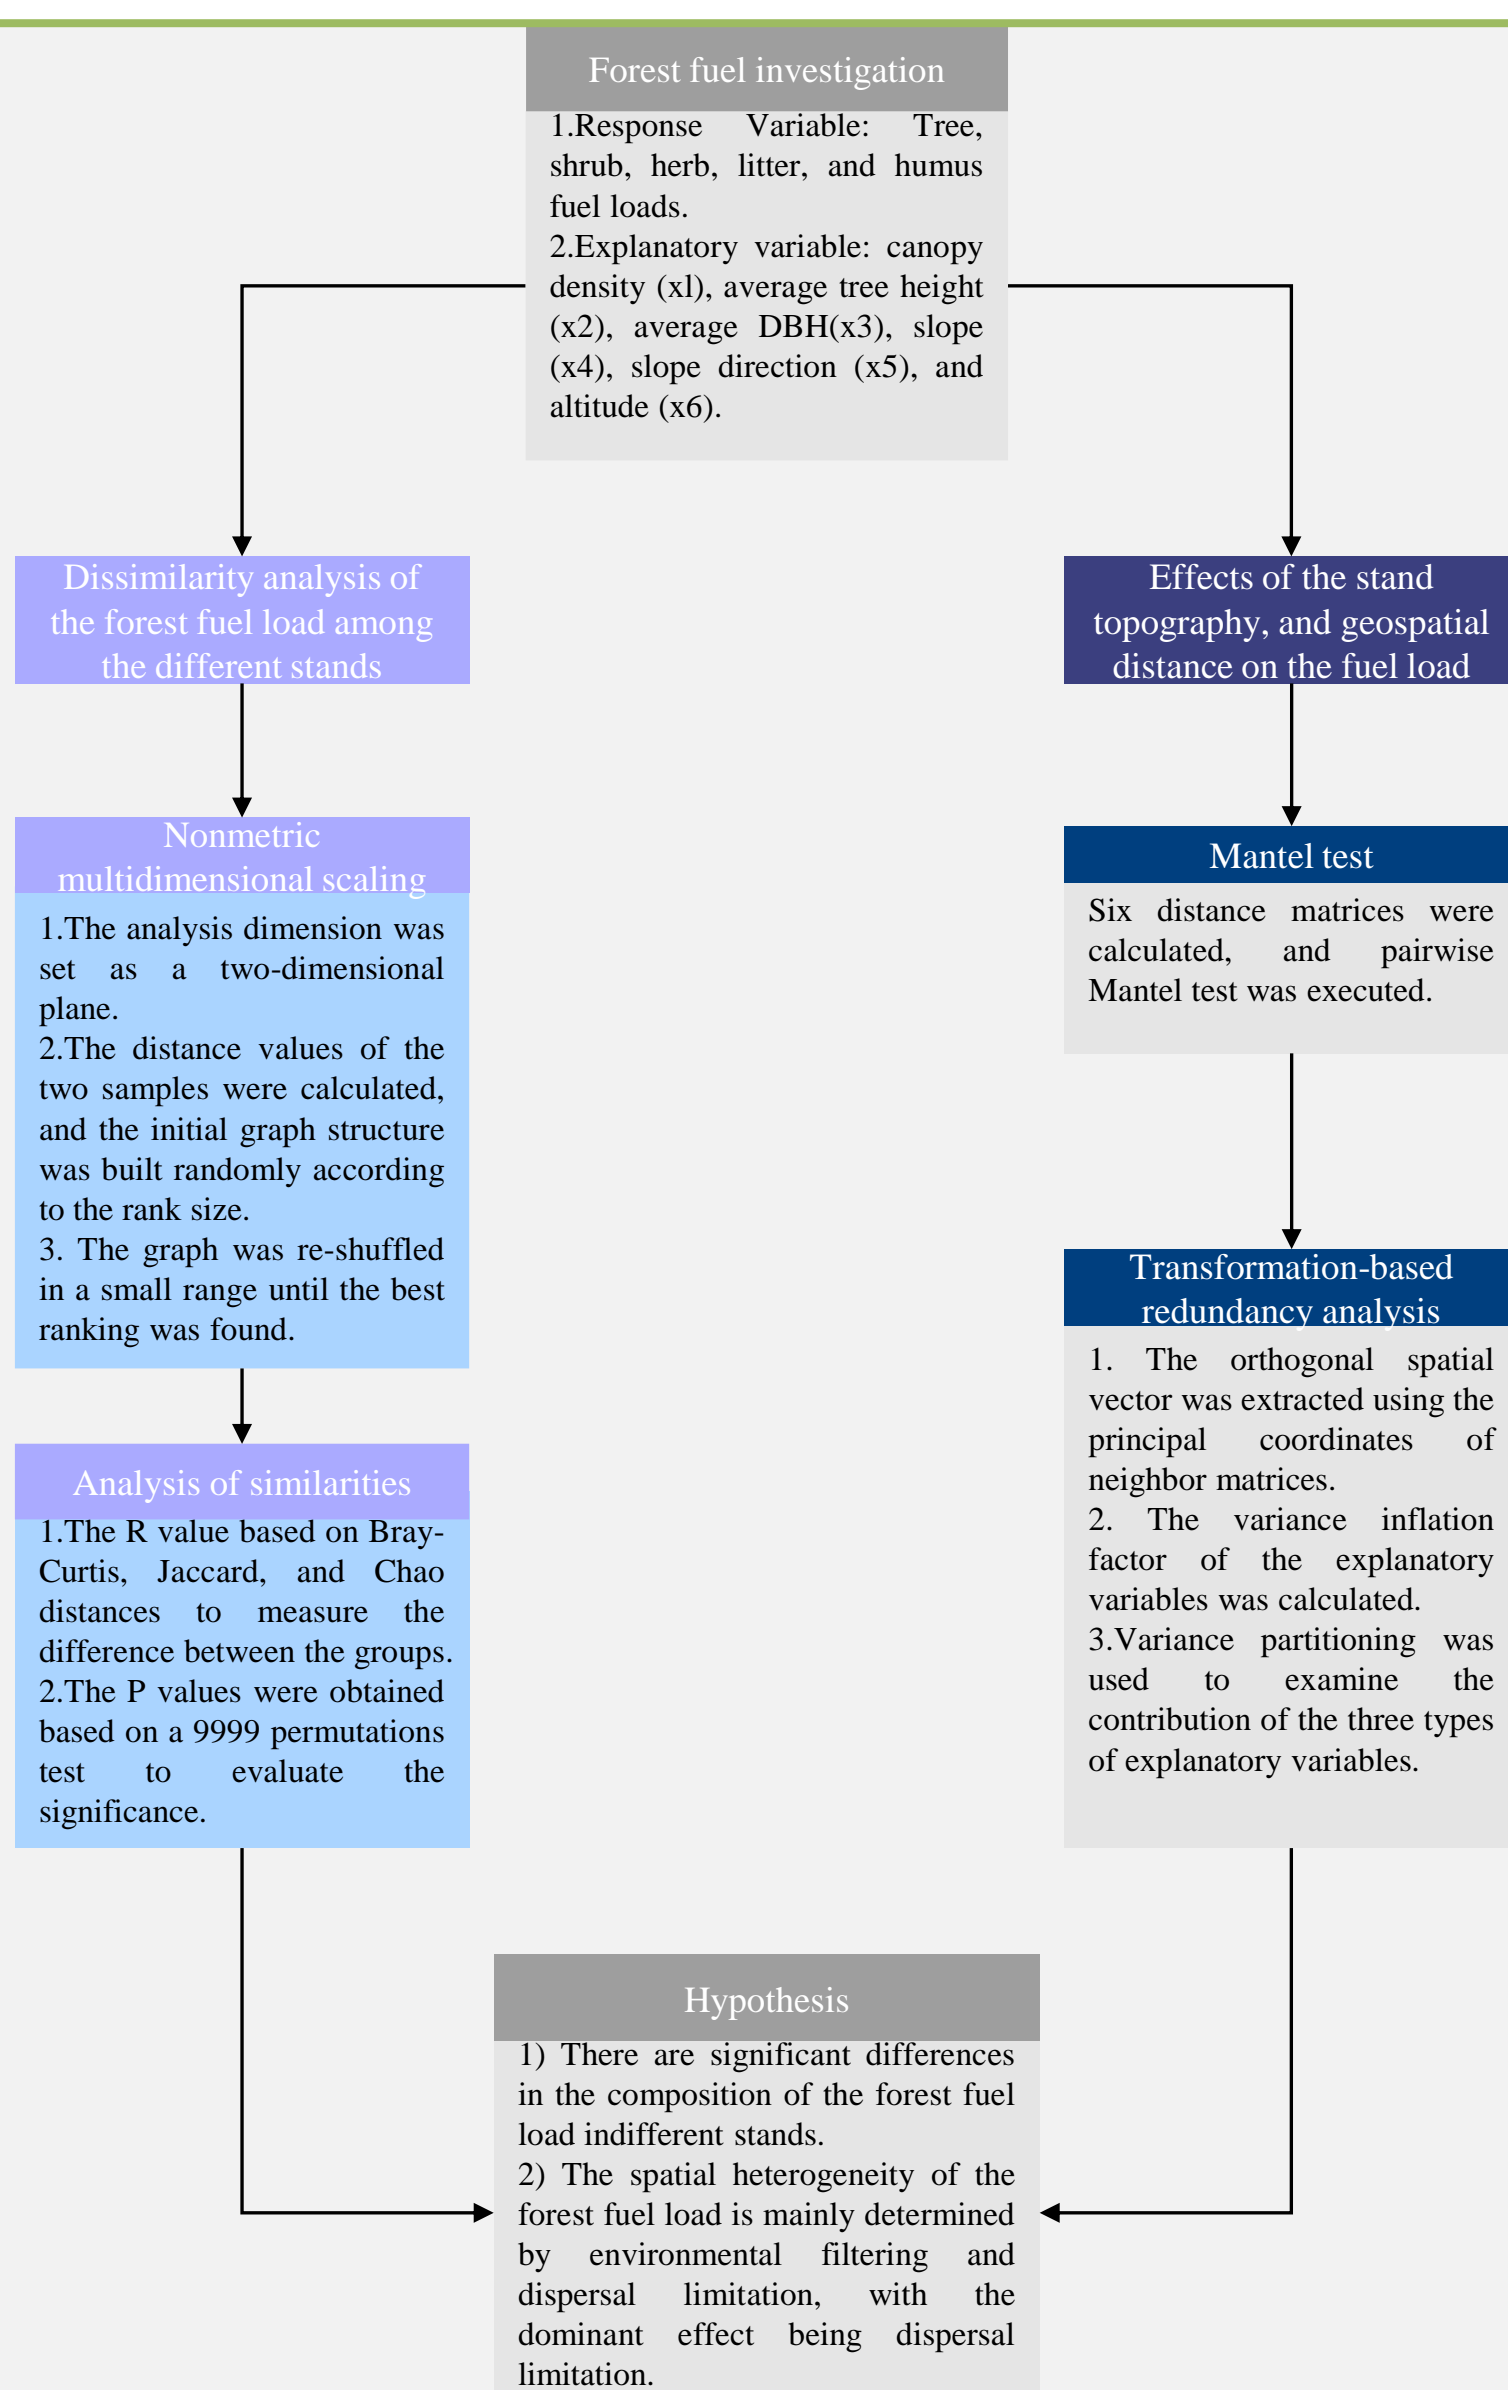 Forest fuel investigation
1.Response Variable: Tree,
shrub, herb, litter, and humus
fuel loads.
2.Explanatory variable: canopy
density (xl), average tree height
(x2), average DBH(x3), slope
(x4), slope direction (x5), and
altitude (x6).
Dissimilarity analysis of
the forest fuel load among
the different stands
Nonmetric
multidimensional scaling
1.The analysis dimension was
set as a two-dimensional
plane.
2.The distance values of the
two samples were calculated,
and the initial graph structure
was built randomly according
to the rank size.
3. The graph was re-shuffled
in a small range until the best
ranking was found.
Analysis of similarities
1.The R value based on Bray-
Curtis, Jaccard, and Chao
distances to measure the
difference between the groups.
2.The P values were obtained
based on a 9999 permutations
test to evaluate the
significance.
Effects of the stand
topography, and geospatial
distance on the fuel load
Mantel test
Six distance matrices were
calculated, and pairwise
Mantel test was executed.
Transformation-based
redundancy analysis
1. The orthogonal spatial
vector was extracted using the
principal coordinates of
neighbor matrices.
2. The variance inflation
factor of the explanatory
variables was calculated.
3.Variance partitioning was
used to examine the
contribution of the three types
of explanatory variables.
Hypothesis
1) There are significant differences
in the composition of the forest fuel
load indifferent stands.
2) The spatial heterogeneity of the
forest fuel load is mainly determined
by environmental filtering and
dispersal limitation, with the
dominant effect being dispersal
limitation.